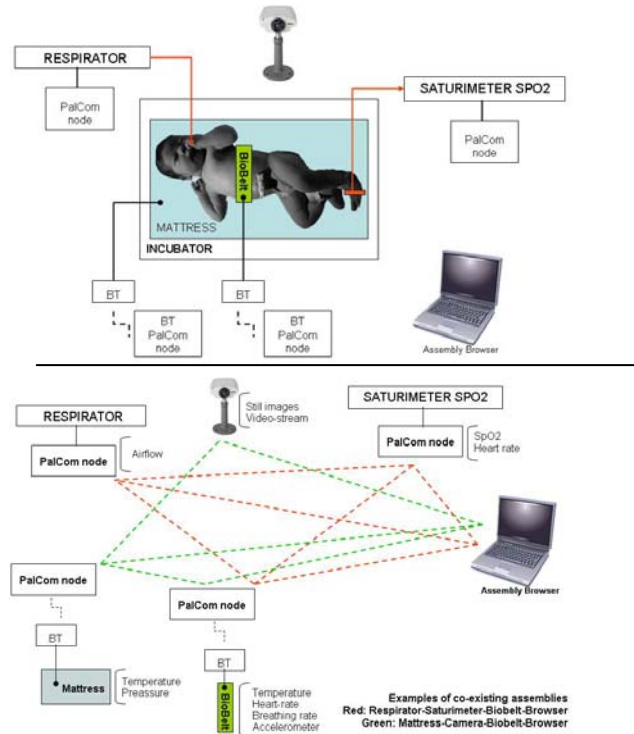 RESPIRATOR
PalCom
node
SATURIMETER SPO2
PalCom
node
BioBelt
MATTRESS
INCUBATOR
BT
BT
BT
PalCom
node
BT
PalCom
node
Assembly Browser
RESPIRATOR
PalCom node
Airflow
Still images
Video-stream
SATURIMETER SPO2
PalCom node
SpO2
Heart rate
Assembly Browser
PalCom node
PalCom node
BT
BT
Mattress
Temperature
Preassure
BioBelt
Temperature
Heart-rate
Breathing rate
Accelerometer
Examples of co-existing assemblies
Red: Respirator-Saturimeter-Biobelt-Browser
Green: Mattress-Camera-Biobelt-Browser